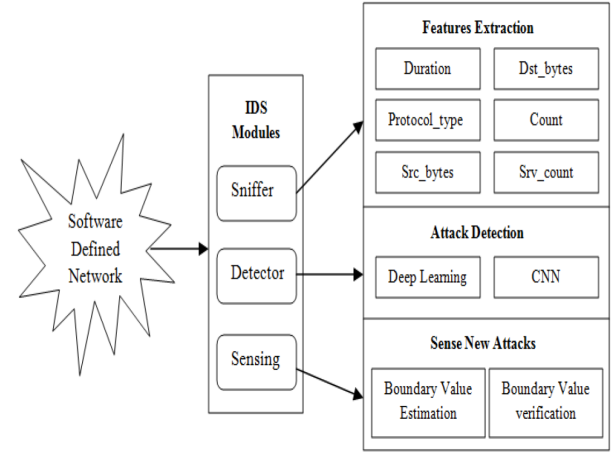 Software
Defined
Network
IDS
Modules
Sniffer
Detector
Sensing
Features Extraction
Duration
Dst_bytes
Protocol_type
Count
Src_bytes
Srv_count
Attack Detection
Deep Learning
CNN
Sense New Attacks
Boundary Value
Estimation
Boundary Value
verification